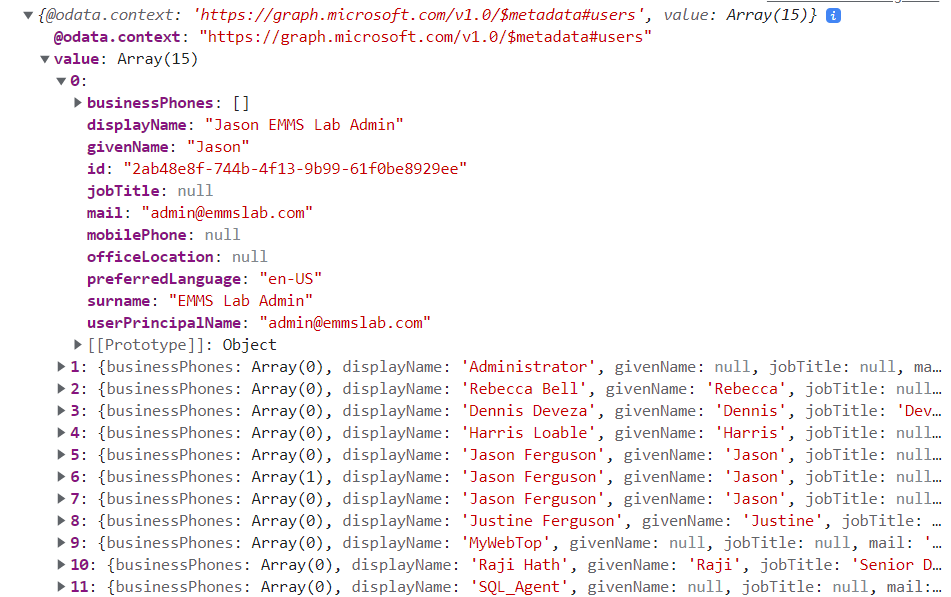 {@odata.context: 'https://graph.microsoft.com/v1.0/$metadata#users', value: Array(15)} i
@odata.context: "https://graph.microsoft.com/v1.0/$metadata#users"
value: Array(15)
0:
businessPhones: []
displayName: "Jason EMMS Lab Admin"
givenName: "Jason"
id: "2ab48e8f-744b-4f13-9b99-61f0be8929ee"
jobTitle: null
mail: "admin@emmslab.com"
mobilePhone: null
officeLocation: null
preferredLanguage: "en-US"
surname: "EMMS Lab Admin"
userPrincipalName: "admin@emmslab.com"
[[Prototype]]: Object
1: {businessPhones: Array(0), displayName: 'Administrator', givenName: null, jobTitle: null, ma…
2: {businessPhones: Array(0), displayName: 'Rebecca Bell', givenName: 'Rebecca', jobTitle: null…
3: {businessPhones: Array(0), displayName: 'Dennis Deveza', givenName: 'Dennis', jobTitle: 'Dev…
4: {businessPhones: Array(0), displayName: 'Harris Loable', givenName: 'Harris', jobTitle: null…
5: {businessPhones: Array(0), displayName: 'Jason Ferguson', givenName: 'Jason', jobTitle: null…
6: {businessPhones: Array(1), displayName: 'Jason Ferguson', givenName: 'Jason', jobTitle: null…
7: {businessPhones: Array(0), displayName: 'Jason Ferguson', givenName: 'Jason', jobTitle: null…
8: {businessPhones: Array(0), displayName: 'Justine Ferguson', givenName: 'Justine', jobTitle: …
9: {businessPhones: Array(0), displayName: 'MyWebTop', givenName: null, jobTitle: null, mail: '…
10: {businessPhones: Array(0), displayName: 'Raji Hath', givenName: 'Raji', jobTitle: 'Senior D…
11: {businessPhones: Array(0), displayName: 'SQL_Agent', givenName: null, jobTitle: null, mail:…